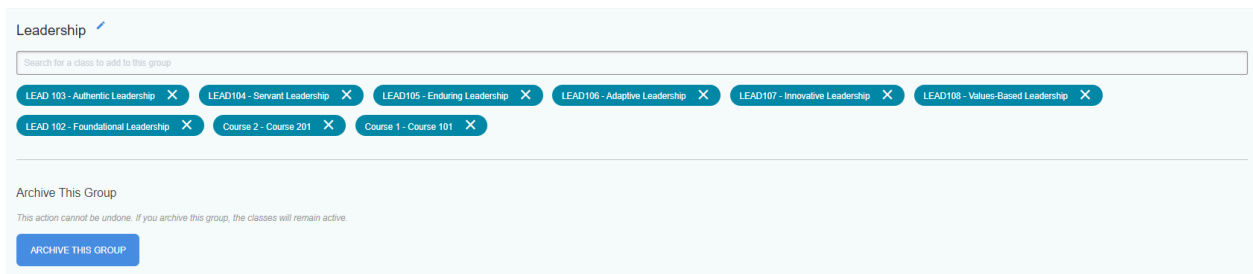 Leadership
Search for a class to add to this group
LEAD 103 - Authentic Leadership LEAD104 - Servant Leadership LEAD105 - Enduring Leadership LEAD106 - Adaptive Leadership LEAD107 - Innovative Leadership LEAD108 - Values-Based Leadership
LEAD 102 - Foundational Leadership Course 2 - Course 201 Course 1 - Course 101
Archive This Group
This action cannot be undone. If you archive this group, the classes will remain active.
ARCHIVE THIS GROUP